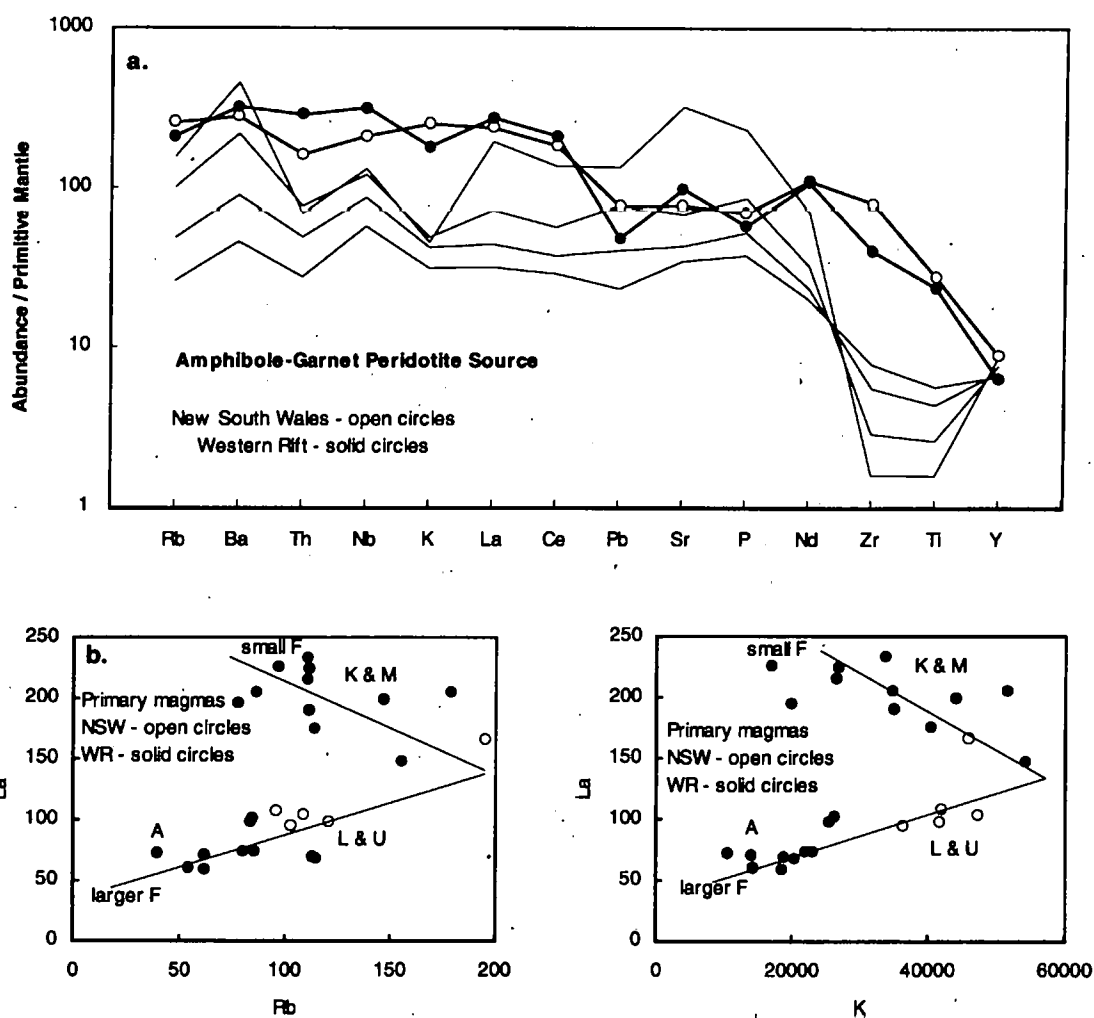 1000
a.
100
10
1
Abundance / Primitive Mantle
Amphibole-Garnet Peridotite Source
New South Wales - open circles
Western Rift - solid circles
Rb Ba Th Nb K La Ce Pb Sr P Nd Zr Ti Y
b.
250
200
150
100
50
0
La
small F
K & M
Primary magmas
NSW - open circles
WR - solid circles
A
L & U
larger F
0 50 100 150 200
Rb
250
200
150
100
50
0
La
small F
K & M
Primary magmas
NSW - open circles
WR - solid circles
A
L & U
larger F
0 20000 40000 60000
K